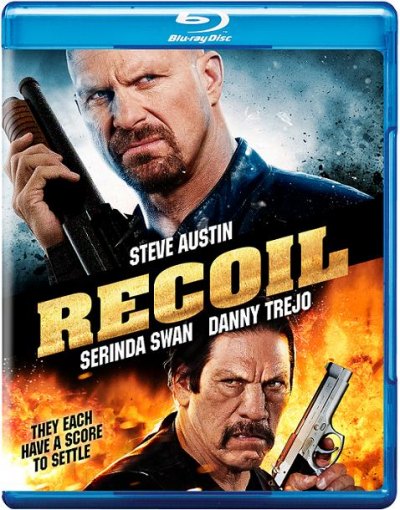 Blu-ray Disc
STEVE AUSTIN
RECOIL
SERINDA SWAN DANNY TREJO
THEY EACH
HAVE A SCORE
TO SETTLE